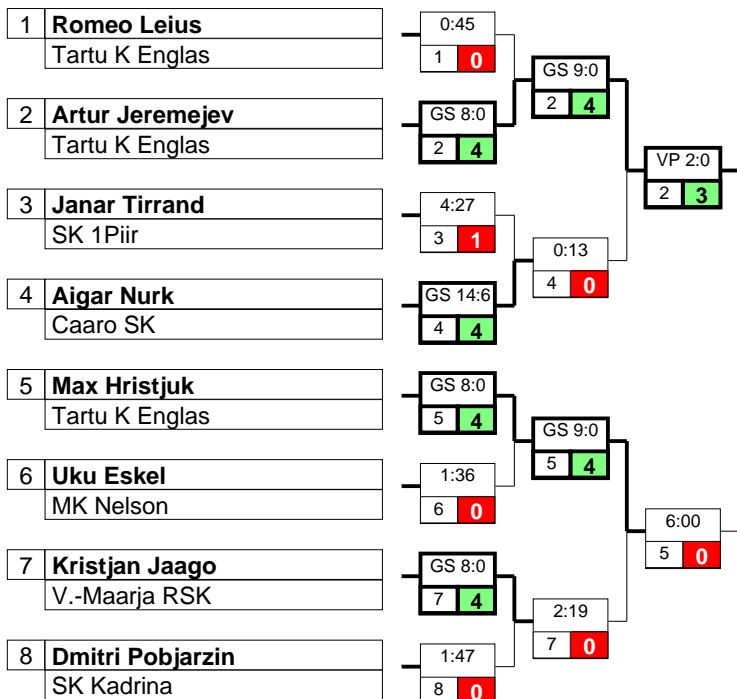 1 Romeo Leius
Tartu K Englas
0:45
1 0
GS 9:0
2 4
2 Artur Jeremejev
Tartu K Englas
GS 8:0
2 4
VP 2:0
2 3
3 Janar Tirrand
SK 1Piir
4:27
3 1
0:13
4 0
4 Aigar Nurk
Caaro SK
GS 14:6
4 4
5 Max Hristjuk
Tartu K Englas
GS 8:0
5 4
GS 9:0
5 4
6 Uku Eskel
MK Nelson
1:36
6 0
6:00
5 0
7 Kristjan Jaago
V.-Maarja RSK
GS 8:0
7 4
2:19
7 0
8 Dmitri Pobjarzin
SK Kadrina
1:47
8 0